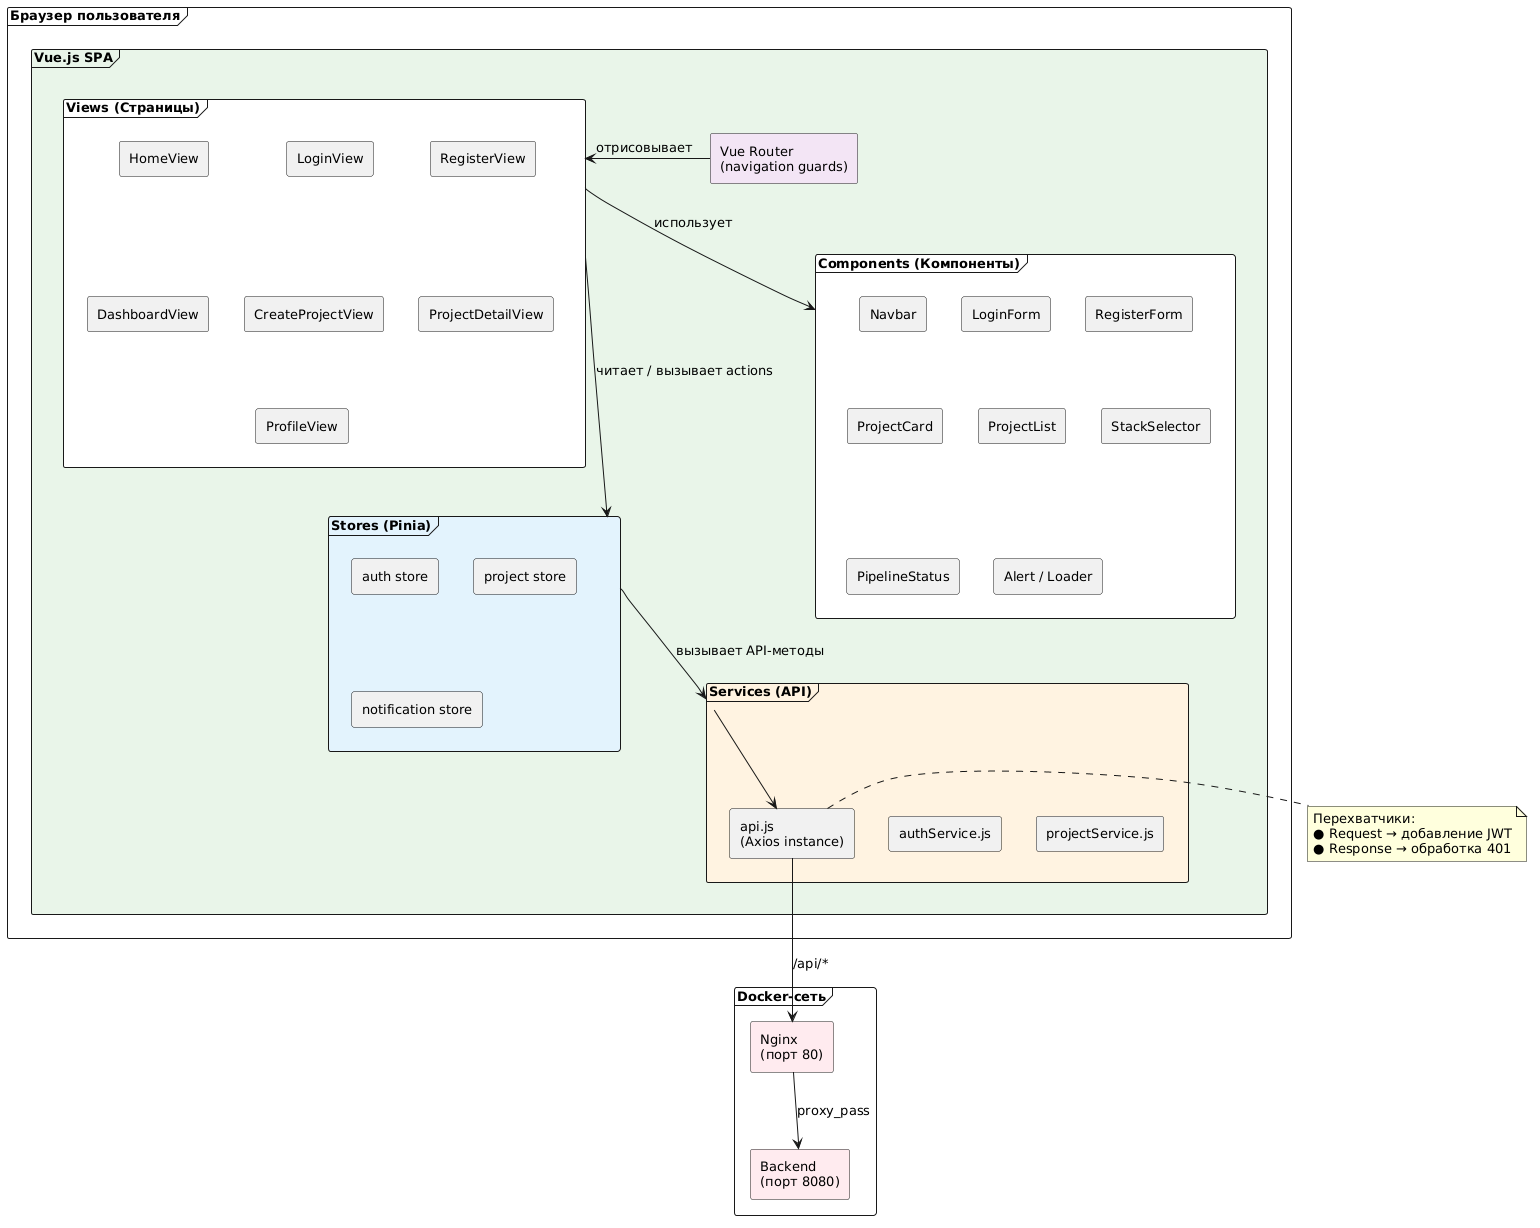 Браузер пользователя
Vue.js SPA
Views (Страницы)
HomeView
LoginView
RegisterView
отрисовывает
Vue Router
(navigation guards)
использует
DashboardView
CreateProjectView
ProjectDetailView
ProfileView
Components (Компоненты)
Navbar
LoginForm
RegisterForm
ProjectCard
ProjectList
StackSelector
PipelineStatus
Alert / Loader
читает / вызывает actions
Stores (Pinia)
auth store
project store
notification store
вызывает API-методы
Services (API)
api.js
(Axios instance)
authService.js
projectService.js
Перехватчики:
● Request → добавление JWT
● Response → обработка 401
/api/*
Docker-сеть
Nginx
(порт 80)
proxy_pass
Backend
(порт 8080)